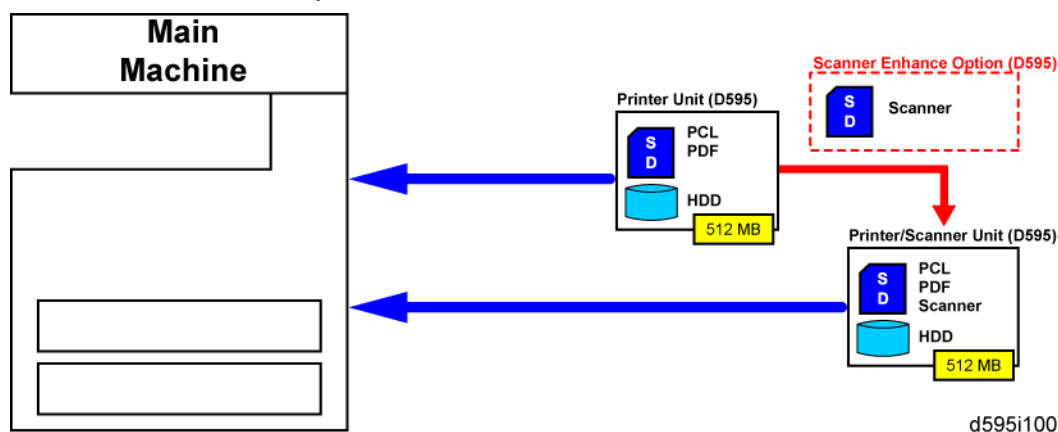 Main
Machine
Scanner Enhance Option (D595)
S
D
Scanner
Printer Unit (D595)
S
D
PCL
PDF
HDD
512 MB
Printer/Scanner Unit (D595)
S
D
PCL
PDF
Scanner
HDD
512 MB
d595i100